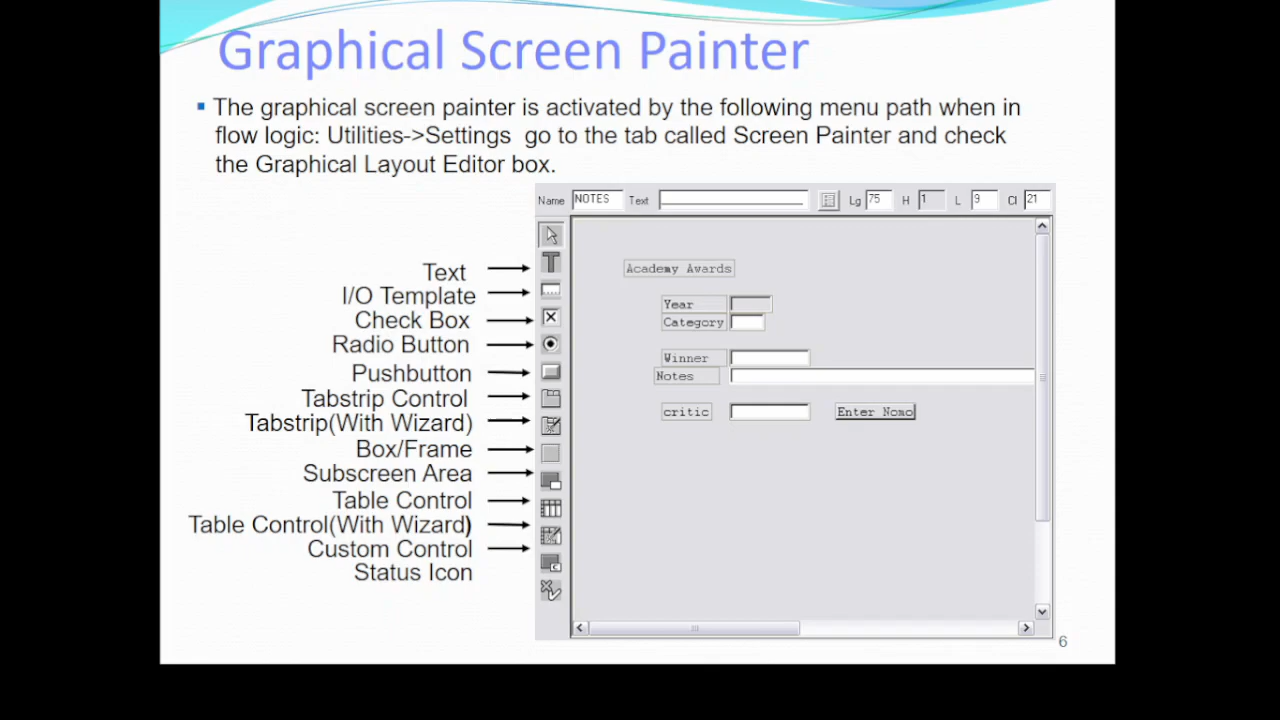 Graphical Screen Painter
▪ The graphical screen painter is activated by the following menu path when in
flow logic: Utilities->Settings go to the tab called Screen Painter and check
the Graphical Layout Editor box.
Name NOTES Text Lg 75 H 1 L 9 Cl 21
Text
I/O Template
Check Box
Radio Button
Pushbutton
Tabstrip Control
Tabstrip(With Wizard)
Box/Frame
Subscreen Area
Table Control
Table Control(With Wizard)
Custom Control
Status Icon
T
Academy Awards
Year
Category
Winner
Notes
critic Enter Nomo
C
6